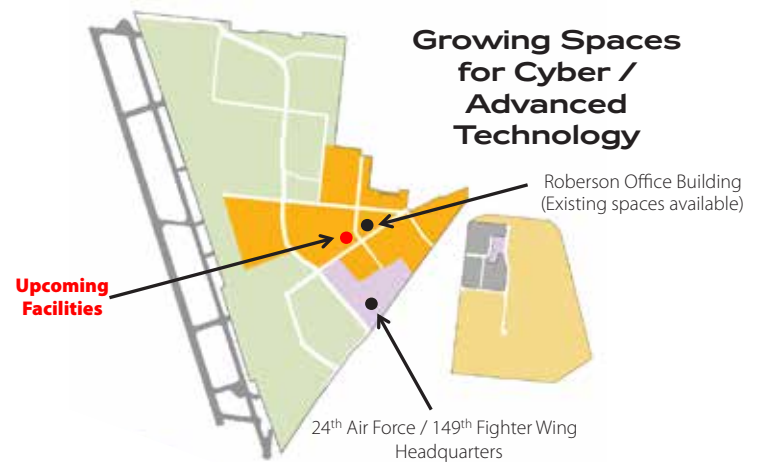 Growing Spaces
for Cyber /
Advanced
Technology
Roberson Office Building
(Existing spaces available)
Upcoming
Facilities
24th Air Force / 149th Fighter Wing
Headquarters